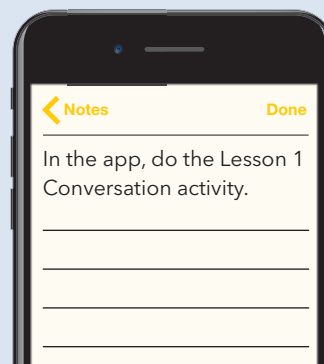 Notes Done
In the app, do the Lesson 1
Conversation activity.